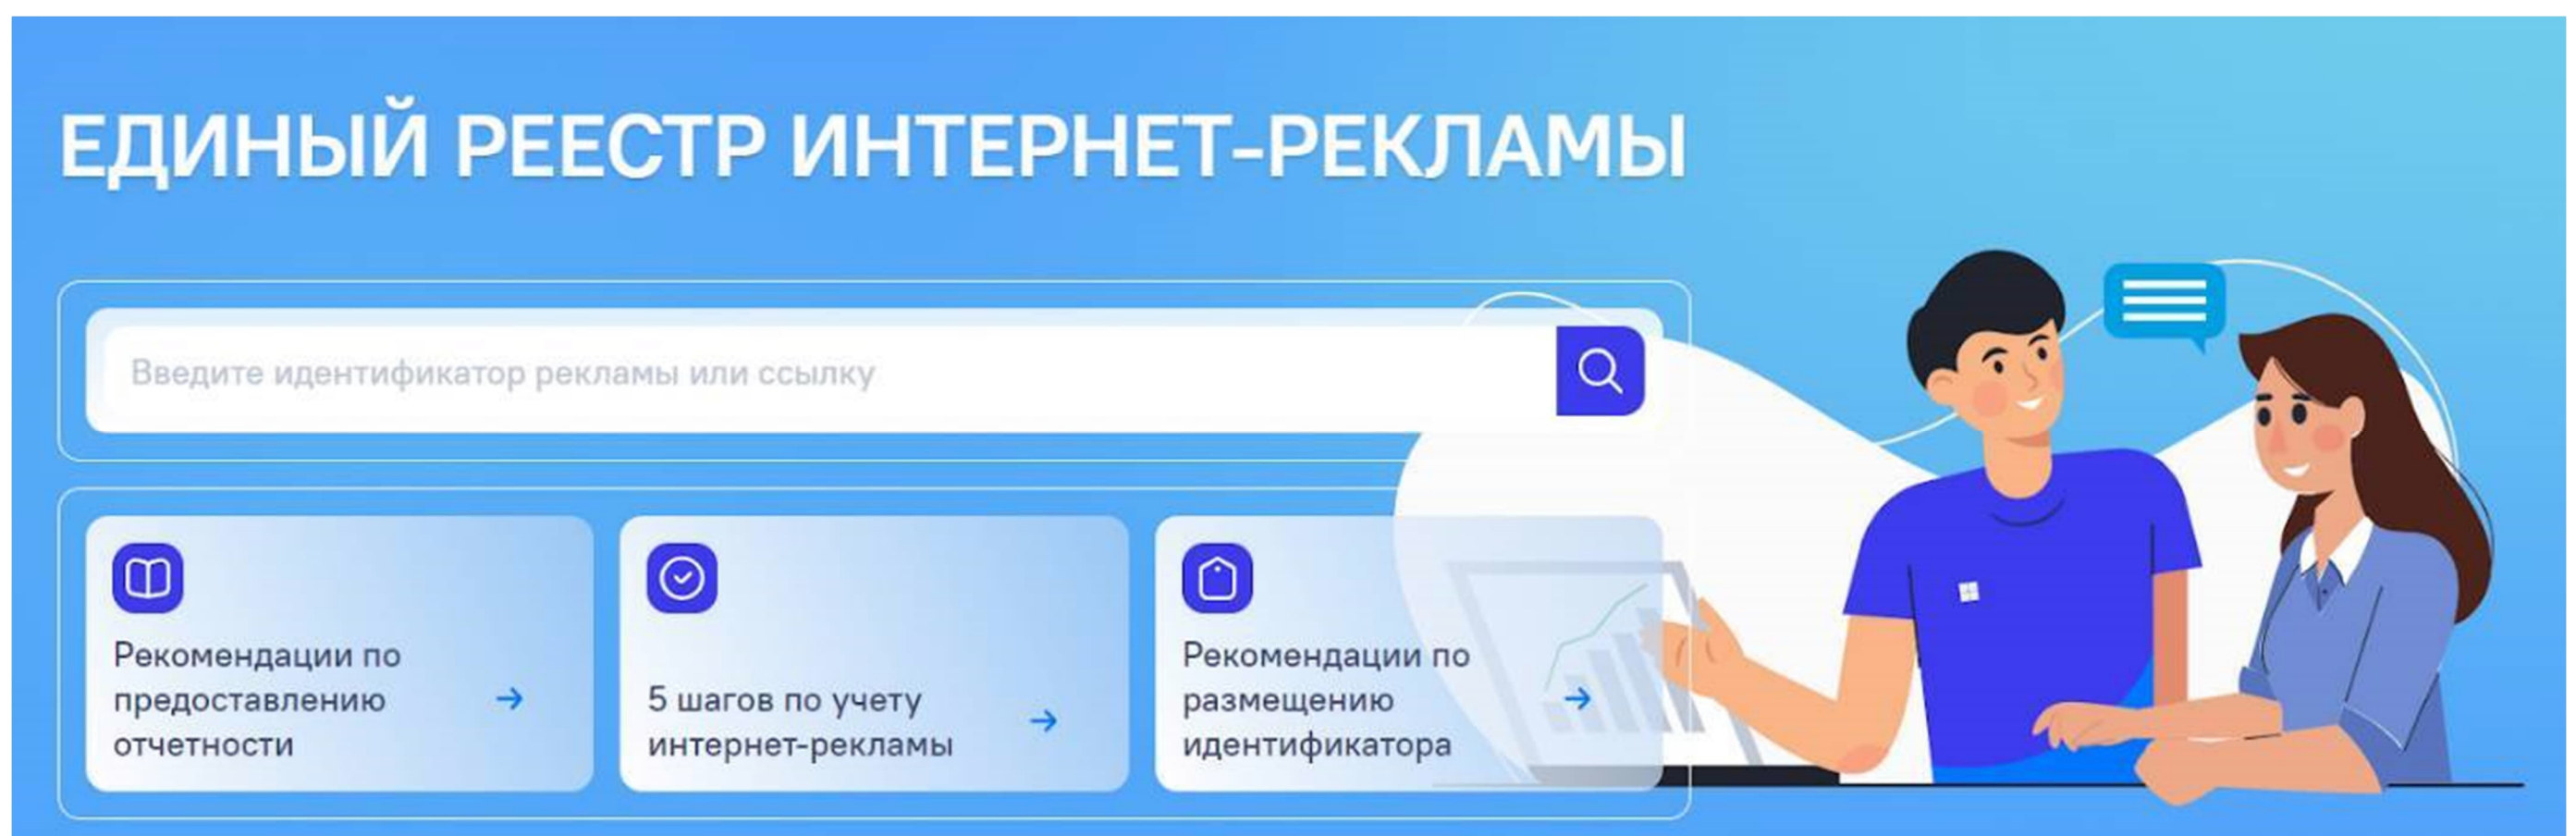 ЕДИНЫЙ РЕЕСТР ИНТЕРНЕТ-РЕКЛАМЫ
Введите идентификатор рекламы или ссылку
Рекомендации по
предоставлению
отчетности
5 шагов по учету
интернет-рекламы
Рекомендации по
размещению
идентификатора